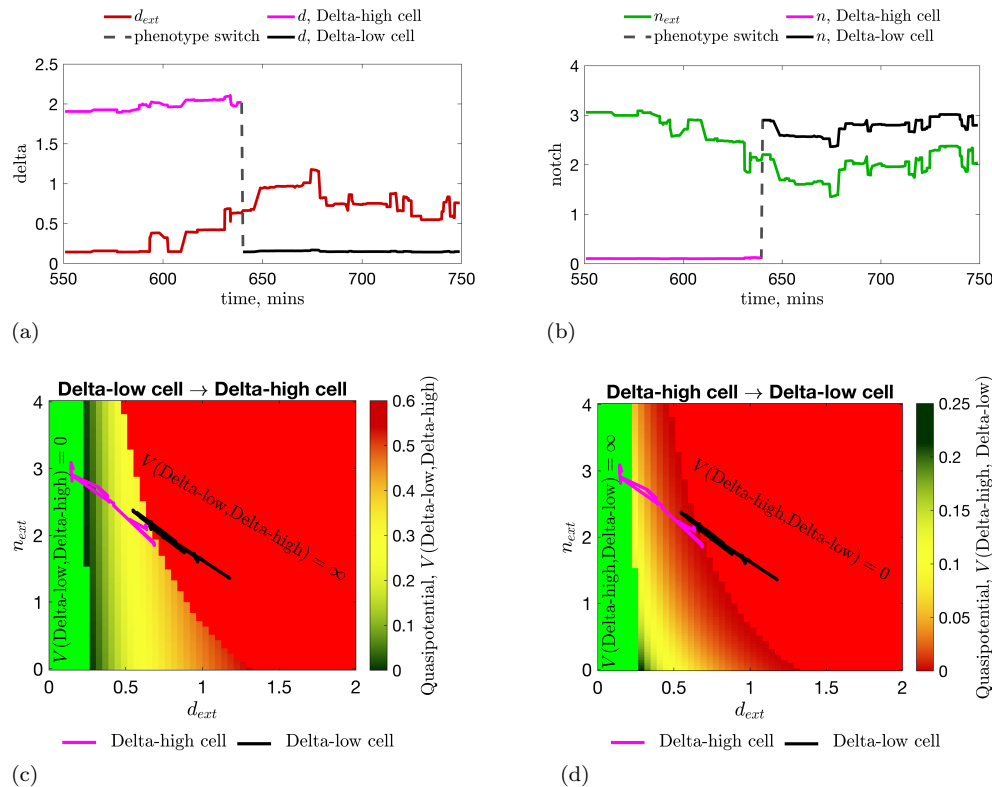 d_ext d, Delta-high cell
phenotype switch d, Delta-low cell
2.5
2
1.5
1
0.5
0
delta
550 600 650 700 750
time, mins
(a)
n_ext n, Delta-high cell
phenotype switch n, Delta-low cell
4
3
2
1
0
notch
550 600 650 700 750
time, mins
(b)
Delta-low cell → Delta-high cell
4
3
2
1
0
n_ext
V(Delta-low,Delta-high) = 0
V(Delta-low,Delta-high) = ∞
0 0.5 1 1.5 2
d_ext
0.6
0.5
0.4
0.3
0.2
0.1
0
Quasipotential, V(Delta-low,Delta-high)
Delta-high cell Delta-low cell
(c)
Delta-high cell → Delta-low cell
4
3
2
1
0
n_ext
V(Delta-high,Delta-low) = ∞
V(Delta-high,Delta-low) = 0
0 0.5 1 1.5 2
d_ext
0.25
0.2
0.15
0.1
0.05
0
Quasipotential, V(Delta-high, Delta-low)
Delta-high cell Delta-low cell
(d)